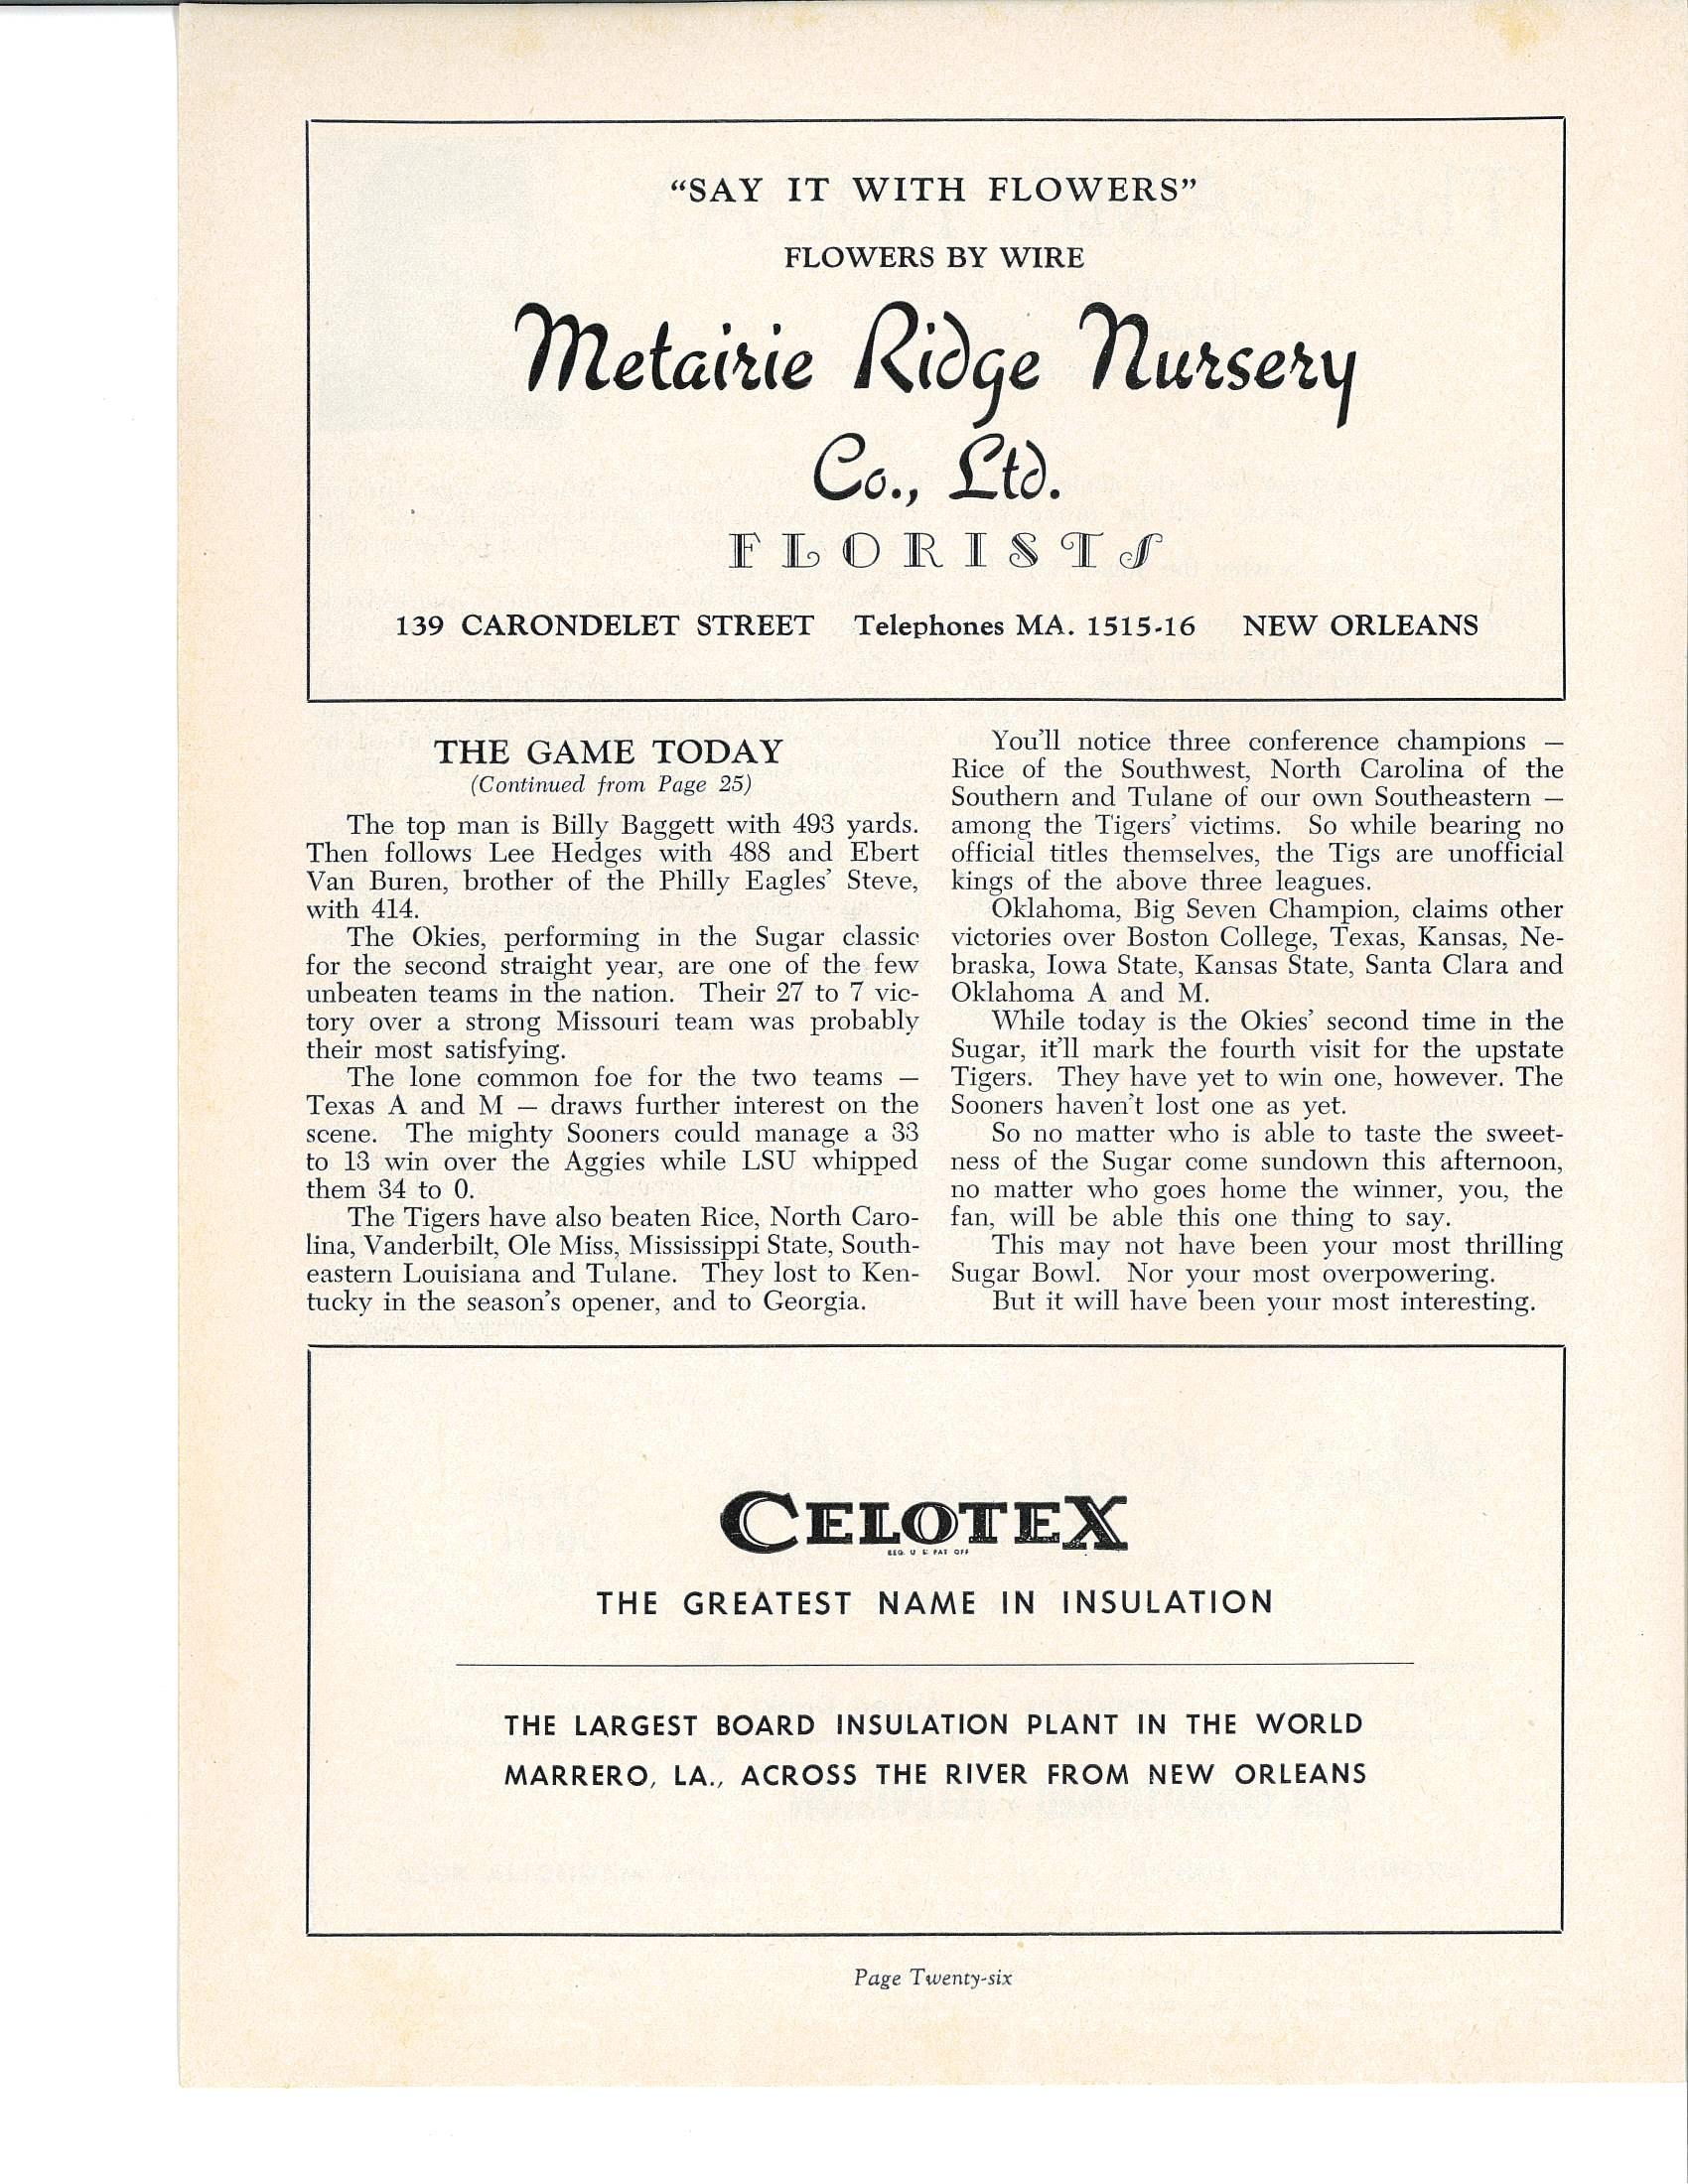 “SAY IT WITH FLOWERS”
FLOWERS BY WIRE
Metairie Ridge Nursery
Co., Ltd.
FLORISTS
139 CARONDELET STREET Telephones MA. 1515-16 NEW ORLEANS
THE GAME TODAY
(Continued from Page 25)
The top man is Billy Baggett with 493 yards.
Then follows Lee Hedges with 488 and Ebert
Van Buren, brother of the Philly Eagles’ Steve,
with 414.
The Okies, performing in the Sugar classic
for the second straight year, are one of the few
unbeaten teams in the nation. Their 27 to 7 vic-
tory over a strong Missouri team was probably
their most satisfying.
The lone common foe for the two teams —
Texas A and M — draws further interest on the
scene. The mighty Sooners could manage a 33
to 13 win over the Aggies while LSU whipped
them 34 to 0.
The Tigers have also beaten Rice, North Caro-
lina, Vanderbilt, Ole Miss, Mississippi State, South-
eastern Louisiana and Tulane. They lost to Ken-
tucky in the season’s opener, and to Georgia.
You’ll notice three conference champions —
Rice of the Southwest, North Carolina of the
Southern and Tulane of our own Southeastern —
among the Tigers’ victims. So while bearing no
official titles themselves, the Tigs are unofficial
kings of the above three leagues.
Oklahoma, Big Seven Champion, claims other
victories over Boston College, Texas, Kansas, Ne-
braska, Iowa State, Kansas State, Santa Clara and
Oklahoma A and M.
While today is the Okies’ second time in the
Sugar, it’ll mark the fourth visit for the upstate
Tigers. They have yet to win one, however. The
Sooners haven’t lost one as yet.
So no matter who is able to taste the sweet-
ness of the Sugar come sundown this afternoon,
no matter who goes home the winner, you, the
fan, will be able this one thing to say.
This may not have been your most thrilling
Sugar Bowl. Nor your most overpowering.
But it will have been your most interesting.
CELOTEX
REG. U S PAT OFF
THE GREATEST NAME IN INSULATION
THE LARGEST BOARD INSULATION PLANT IN THE WORLD
MARRERO, LA., ACROSS THE RIVER FROM NEW ORLEANS
Page Twenty-six